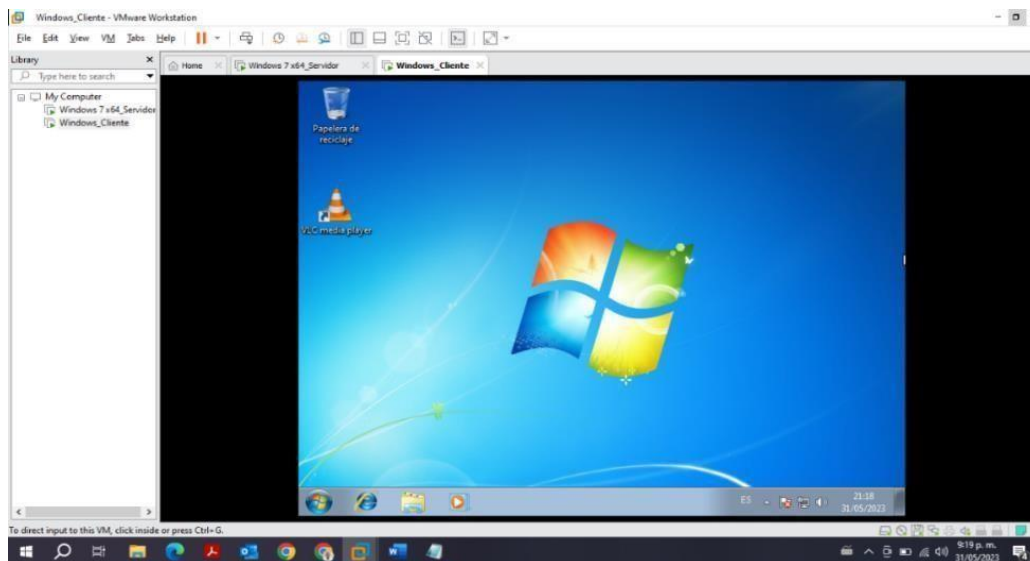 Windows_Cliente - VMware Workstation
File Edit View VM Tabs Help
Library
Type here to search
Home
Windows 7 x64_Servidor
Windows_Cliente
My Computer
Windows 7 x64_Servidor
Windows_Cliente
Papelera de
reciclaje
VLC media player
ES
21:18
31/05/2023
To direct input to this VM, click inside or press Ctrl+G.
9:19 p. m.
31/05/2023